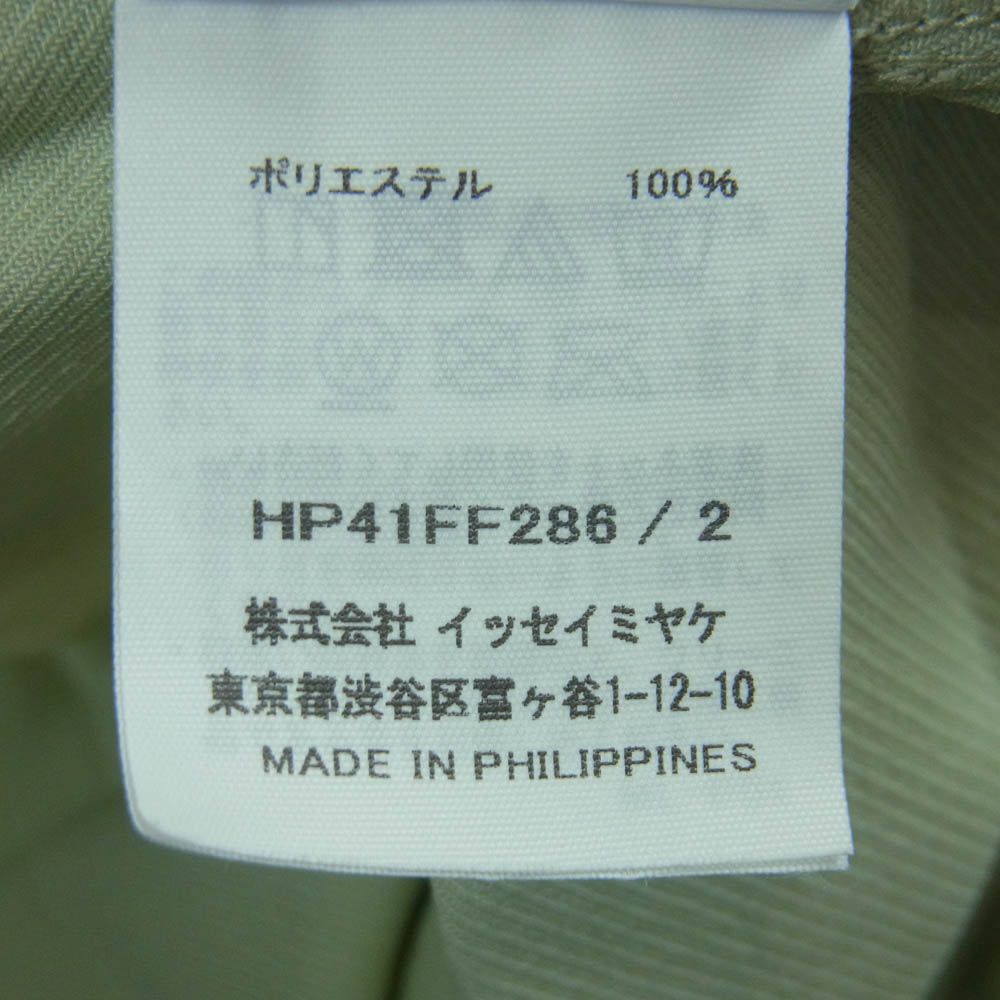 ポリエステル 100%
HP41FF286 / 2
株式会社 イッセイミヤケ
東京都渋谷区富ヶ谷1-12-10
MADE IN PHILIPPINES